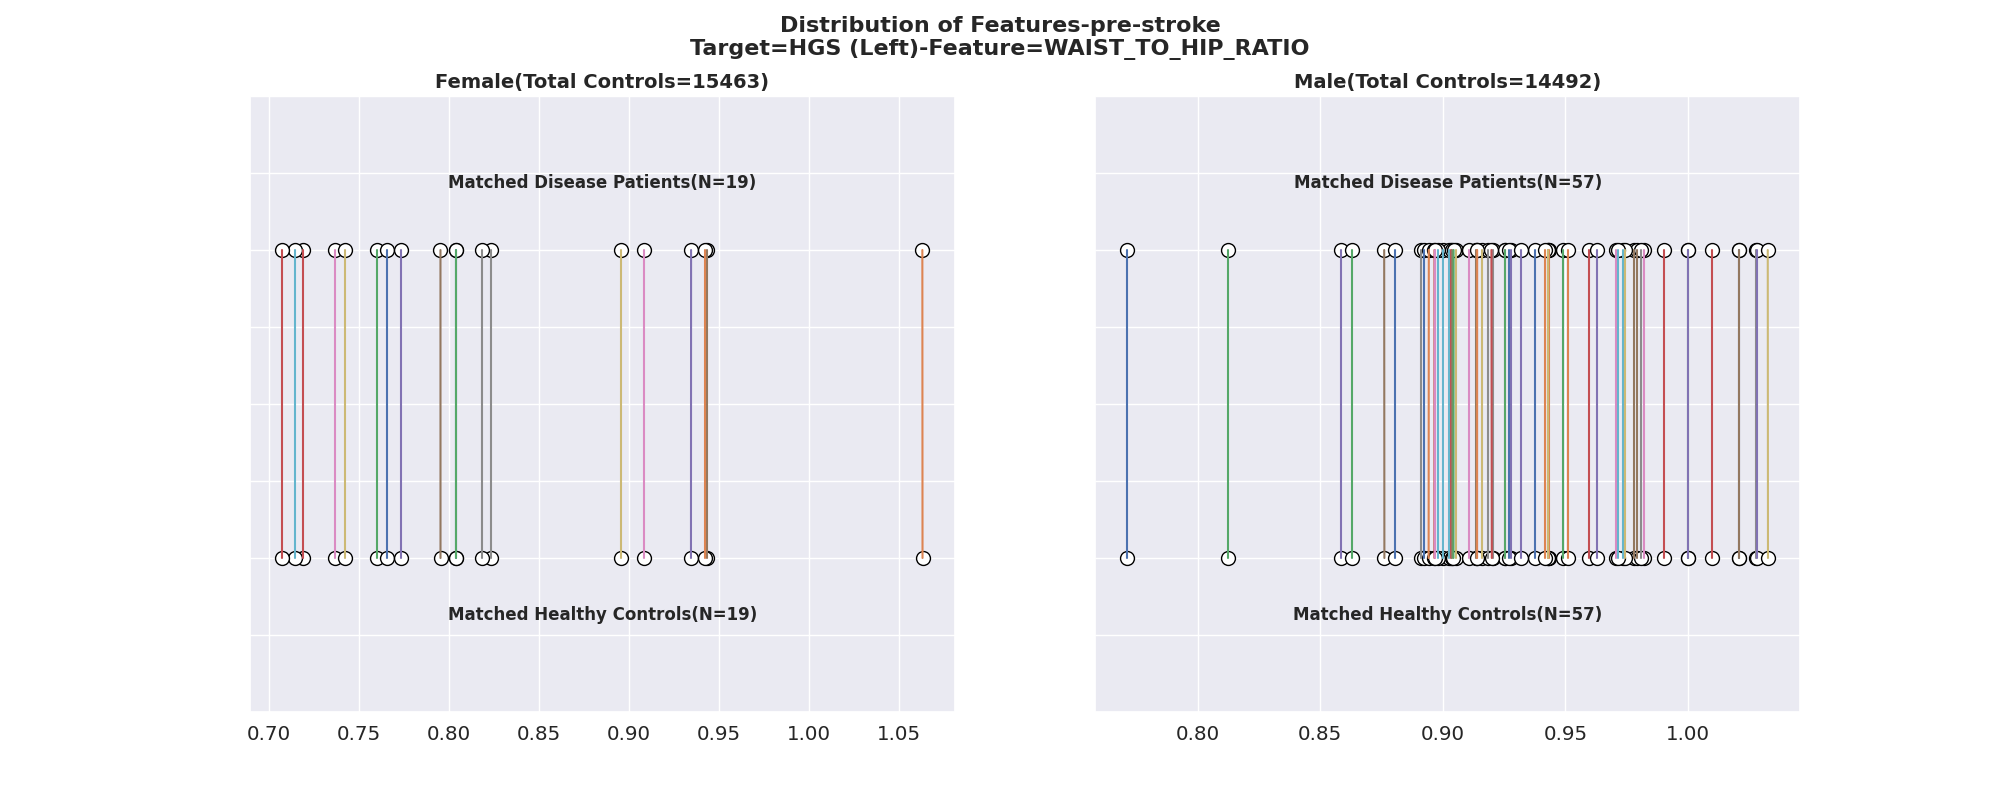 Distribution of Features-pre-stroke
Target=HGS (Left)-Feature=WAIST_TO_HIP_RATIO
Female(Total Controls=15463)
Matched Disease Patients(N=19)
Matched Healthy Controls(N=19)
0.70 0.75 0.80 0.85 0.90 0.95 1.00 1.05
Male(Total Controls=14492)
Matched Disease Patients(N=57)
Matched Healthy Controls(N=57)
0.80 0.85 0.90 0.95 1.00